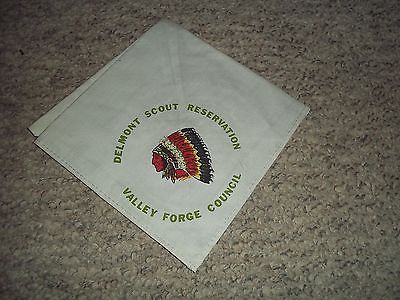 DELMONT SCOUT RESERVATION
VALLEY FORGE COUNCIL